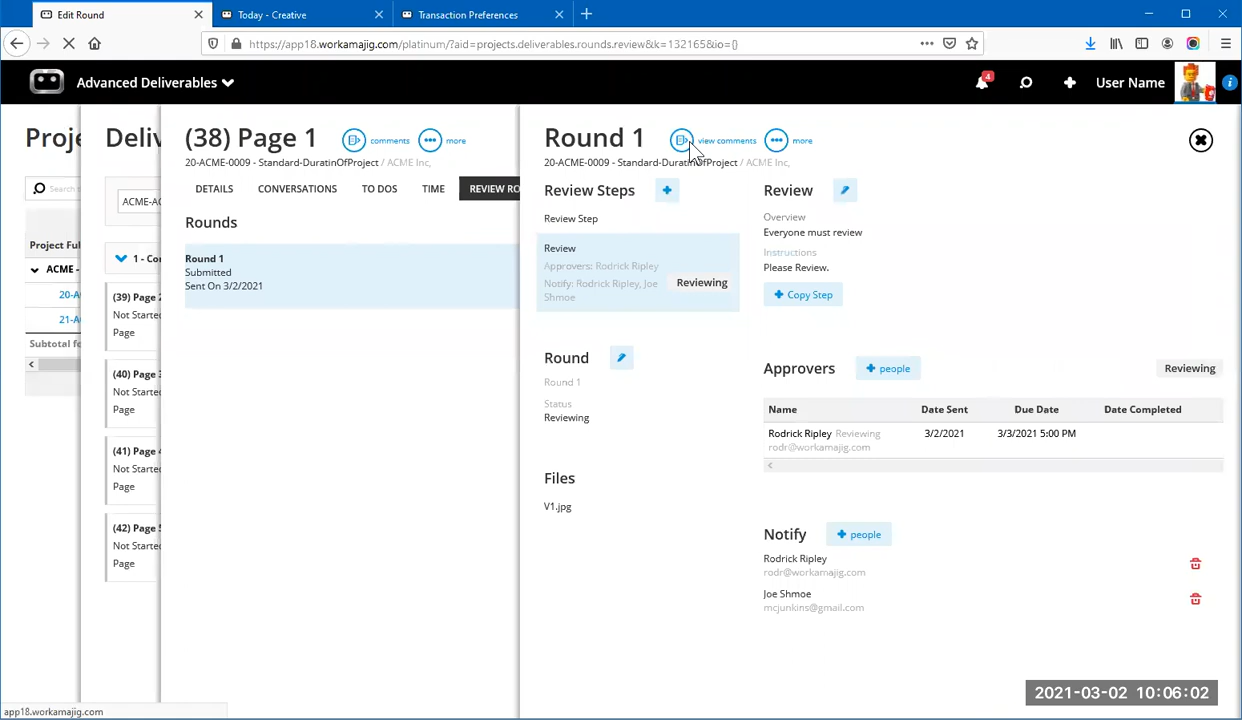 Edit Round
Today - Creative
Transaction Preferences
https://app18.workamajig.com/platinum/?aid=projects.deliverables.rounds.review&k=132165&io={}
Advanced Deliverables
4
User Name
Proje
Search
Project Ful
ACME -
20-A
21-A
Subtotal fo
Deliv
ACME-AC
1 - Co
(39) Page 2
Not Started
Page
(40) Page 3
Not Started
Page
(41) Page 4
Not Started
Page
(42) Page 5
Not Started
Page
(38) Page 1
comments
more
20-ACME-0009 - Standard-DuratinOfProject / ACME Inc,
DETAILS
CONVERSATIONS
TO DOS
TIME
REVIEW RO
Rounds
Round 1
Submitted
Sent On 3/2/2021
Round 1
view comments
more
20-ACME-0009 - Standard-DuratinOfProject / ACME Inc,
Review Steps
Review Step
Review
Approvers: Rodrick Ripley
Notify: Rodrick Ripley, Joe
Shmoe
Reviewing
Round
Round 1
Status
Reviewing
Files
V1.jpg
Review
Overview
Everyone must review
Instructions
Please Review.
Copy Step
Approvers
people
Reviewing
Name
Date Sent
Due Date
Date Completed
Rodrick Ripley Reviewing
3/2/2021
3/3/2021 5:00 PM
rodr@workamajig.com
Notify
people
Rodrick Ripley
rodr@workamajig.com
Joe Shmoe
mcjunkins@gmail.com
2021-03-02 10:06:02
app18.workamajig.com